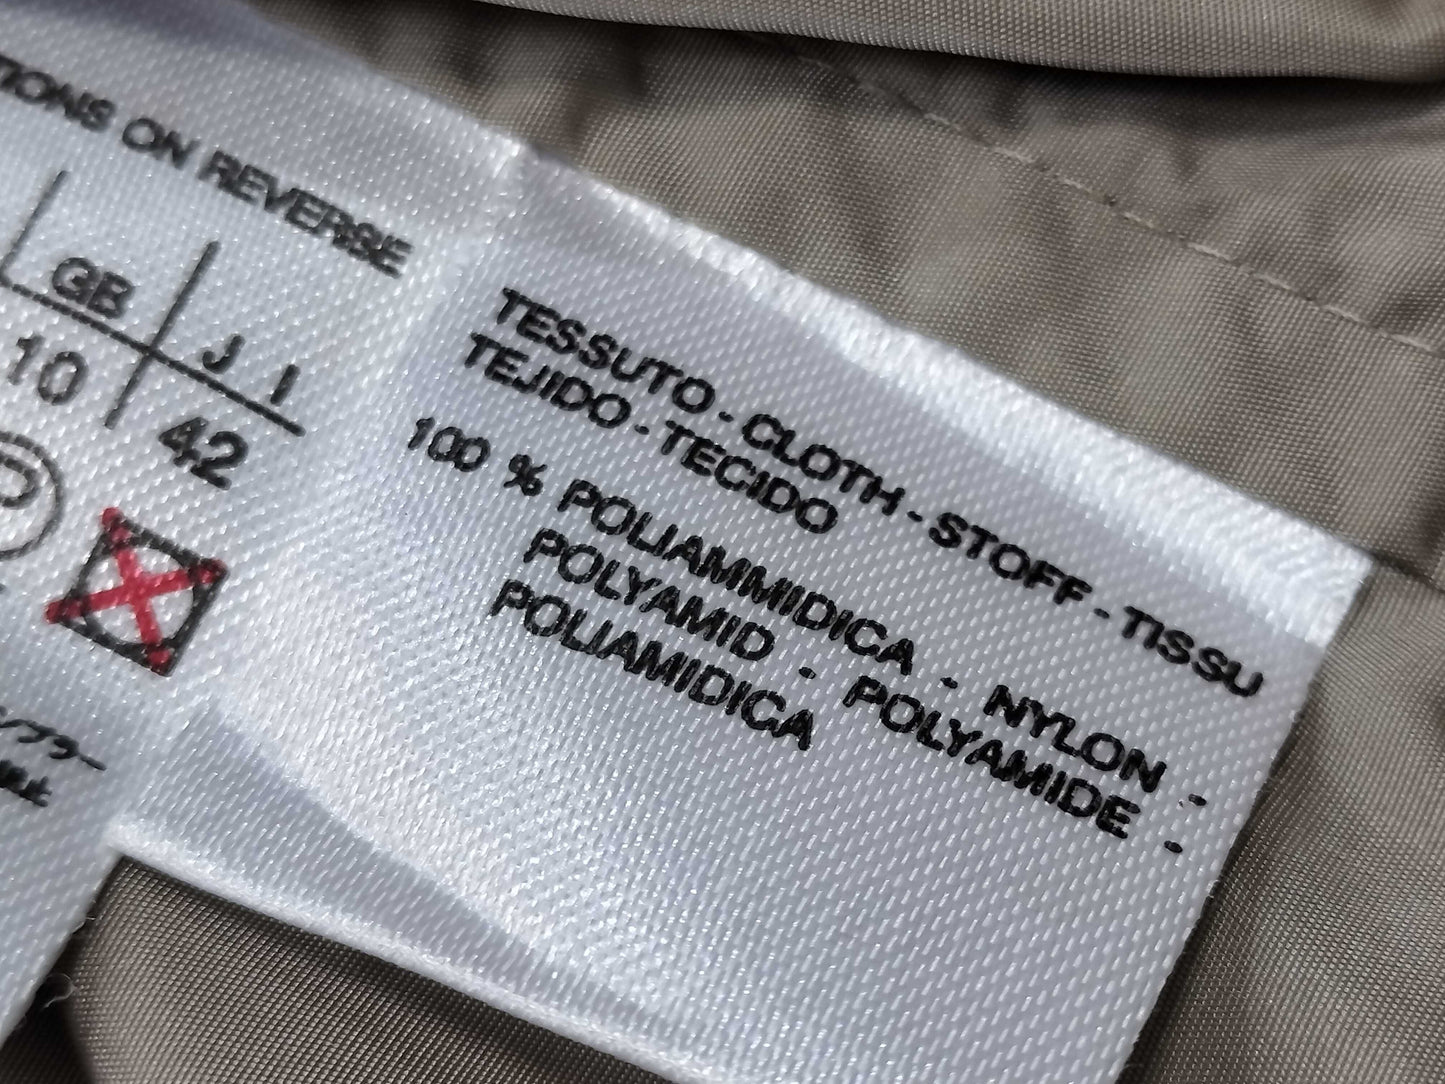 TIONS ON REVERSE
GB J I
10 42
P
TESSUTO - CLOTH - STOFF - TISSU
TEJIDO - TECIDO
100 % POLIAMMIDICA - NYLON -
POLYAMID - POLYAMIDE -
POLIAMIDICA